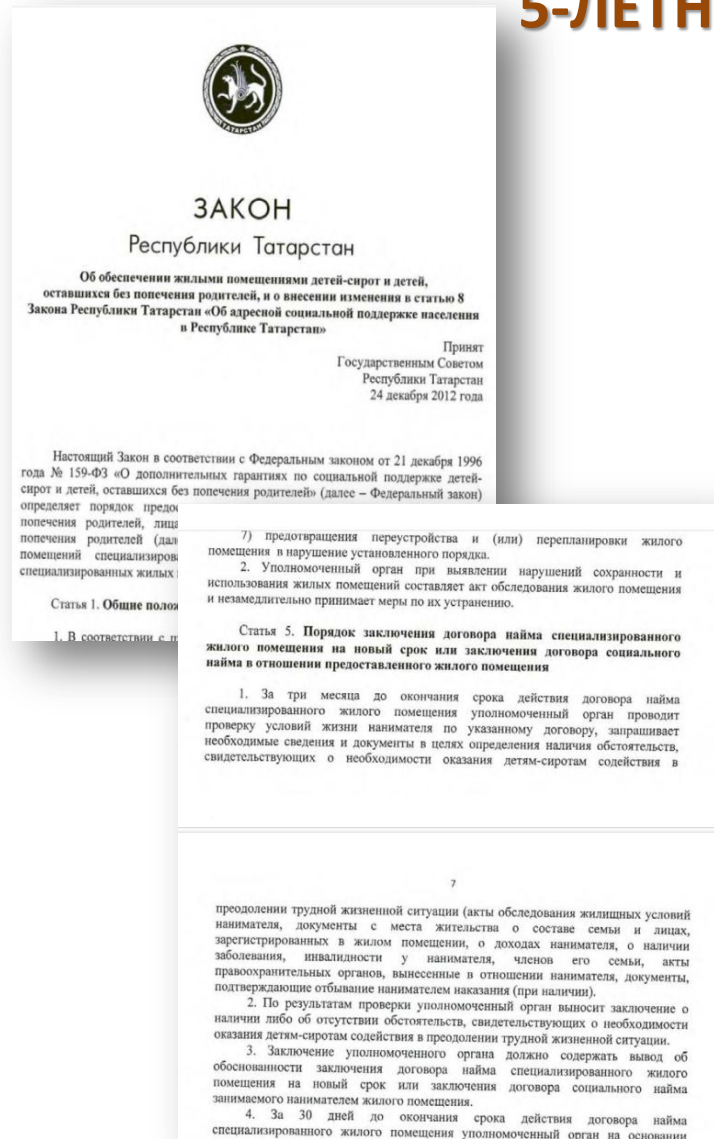 5-ЛЕТН
ТАТАРСТАН
ЗАКОН
Республики Татарстан
Об обеспечении жилыми помещениями детей-сирот и детей,
оставшихся без попечения родителей, и о внесении изменения в статью 8
Закона Республики Татарстан «Об адресной социальной поддержке населения
в Республике Татарстан»
Принят
Государственным Советом
Республики Татарстан
24 декабря 2012 года
Настоящий Закон в соответствии с Федеральным законом от 21 декабря 1996
года № 159-ФЗ «О дополнительных гарантиях по социальной поддержке детей-
сирот и детей, оставшихся без попечения родителей» (далее – Федеральный закон)
определяет порядок предос
попечения родителей, лица
попечения родителей (дал
помещений специализирова
специализированных жилых
Статья 1. Общие полож
1. В соответствии с
7) предотвращения переустройства и (или) перепланировки жилого
помещения в нарушение установленного порядка.
2. Уполномоченный орган при выявлении нарушений сохранности и
использования жилых помещений составляет акт обследования жилого помещения
и незамедлительно принимает меры по их устранению.
Статья 5. Порядок заключения договора найма специализированного
жилого помещения на новый срок или заключения договора социального
найма в отношении предоставленного жилого помещения
1. За три месяца до окончания срока действия договора найма
специализированного жилого помещения уполномоченный орган проводит
проверку условий жизни нанимателя по указанному договору, запрашивает
необходимые сведения и документы в целях определения наличия обстоятельств,
свидетельствующих о необходимости оказания детям-сиротам содействия в
7
преодолении трудной жизненной ситуации (акты обследования жилищных условий
нанимателя, документы с места жительства о составе семьи и лицах,
зарегистрированных в жилом помещении, о доходах нанимателя, о наличии
заболевания, инвалидности у нанимателя, членов его семьи, акты
правоохранительных органов, вынесенные в отношении нанимателя, документы,
подтверждающие отбывание нанимателем наказания (при наличии).
2. По результатам проверки уполномоченный орган выносит заключение о
наличии либо об отсутствии обстоятельств, свидетельствующих о необходимости
оказания детям-сиротам содействия в преодолении трудной жизненной ситуации.
3. Заключение уполномоченного органа должно содержать вывод об
обоснованности заключения договора найма специализированного жилого
помещения на новый срок или заключения договора социального найма
занимаемого нанимателем жилого помещения.
4. За 30 дней до окончания срока действия договора найма
специализированного жилого помещения уполномоченный орган на основании